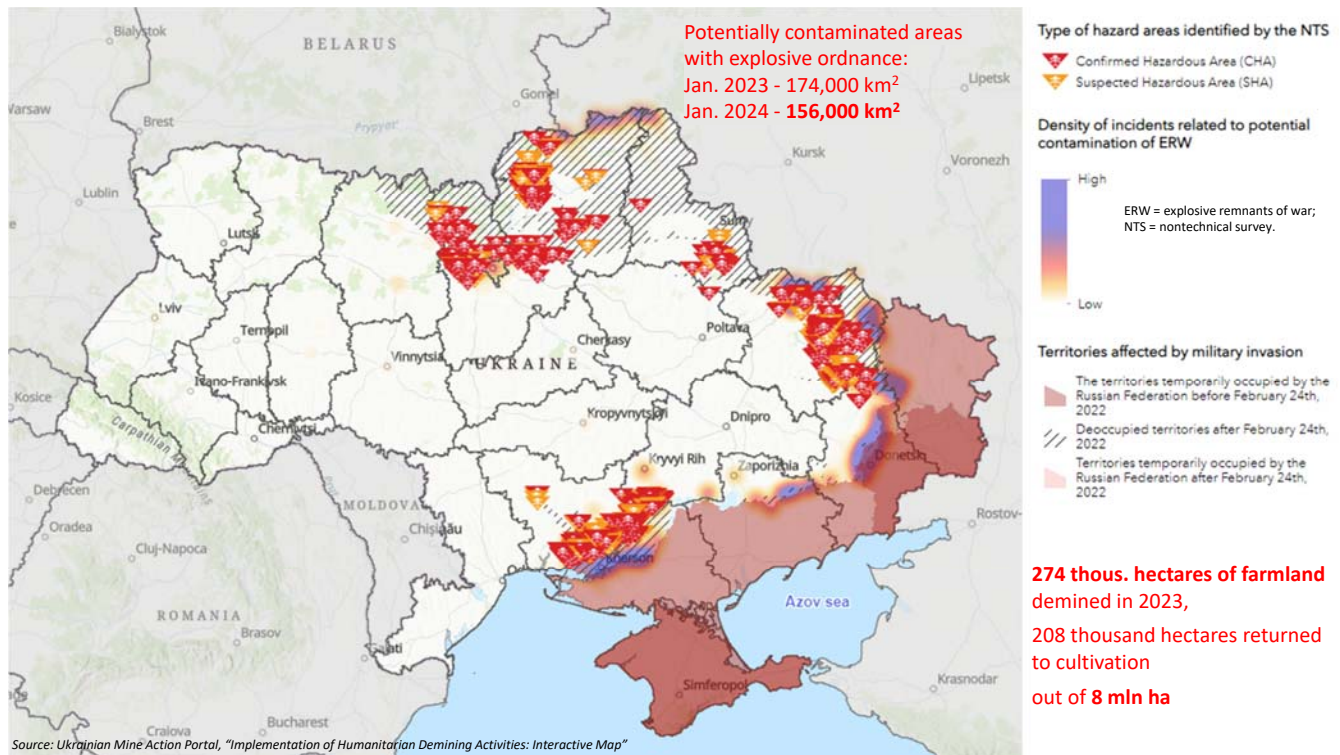 Potentially contaminated areas
with explosive ordnance:
Jan. 2023 - 174,000 km²
Jan. 2024 - 156,000 km²
Bialystok
BELARUS
Gomel
Lipetsk
Warsaw
Brest
Prypyat'
Kursk
Voronezh
Lublin
Lutsk
Sumy
Lviv
Ternopil
Poltava
Cherkasy
Vinnytsia
UKRAINE
Ivano-Frankivsk
Kosice
Kropyvnytskyi
Dnipro
Chernivtsi
Carpathian
Kryvyi Rih
Zaporizhia
Donetsk
Debrecen
MOLDOVA
Rostov-
Oradea
Chișinău
Cluj-Napoca
Kherson
Azov sea
ROMANIA
Brasov
Galati
Simferopol
Krasnodar
Bucharest
Craiova
Source: Ukrainian Mine Action Portal, "Implementation of Humanitarian Demining Activities: Interactive Map"
Type of hazard areas identified by the NTS
Confirmed Hazardous Area (CHA)
Suspected Hazardous Area (SHA)
Density of incidents related to potential
contamination of ERW
High
ERW = explosive remnants of war;
NTS = nontechnical survey.
Low
Territories affected by military invasion
The territories temporarily occupied by the
Russian Federation before February 24th,
2022
Deoccupied territories after February 24th,
2022
Territories temporarily occupied by the
Russian Federation after February 24th,
2022
274 thous. hectares of farmland
demined in 2023,
208 thousand hectares returned
to cultivation
out of 8 mln ha